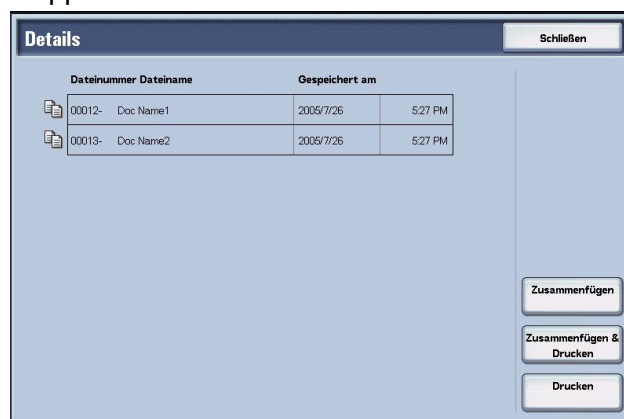 Details
Schließen
Dateinummer Dateiname Gespeichert am
00012- Doc Name1 2005/7/26 5:27 PM
00013- Doc Name2 2005/7/26 5:27 PM
Zusammenfügen
Zusammenfügen &
Drucken
Drucken